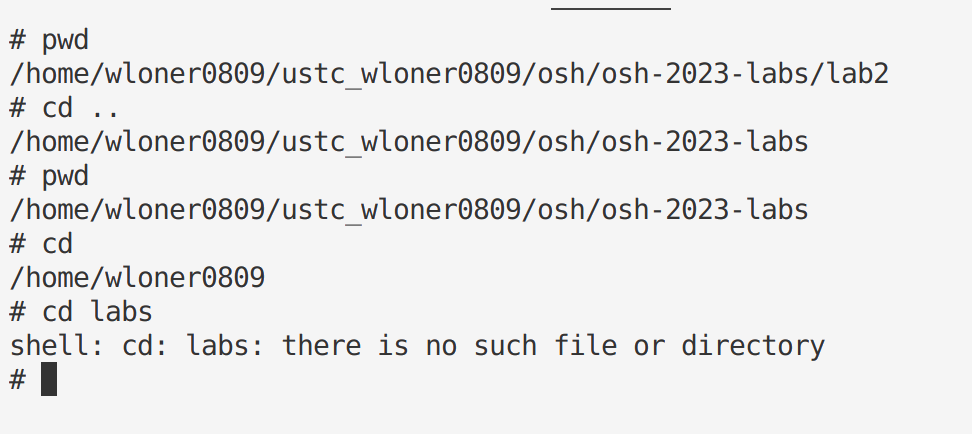 # pwd
/home/wloner0809/ustc_wloner0809/osh/osh-2023-labs/lab2
# cd ..
/home/wloner0809/ustc_wloner0809/osh/osh-2023-labs
# pwd
/home/wloner0809/ustc_wloner0809/osh/osh-2023-labs
# cd
/home/wloner0809
# cd labs
shell: cd: labs: there is no such file or directory
#